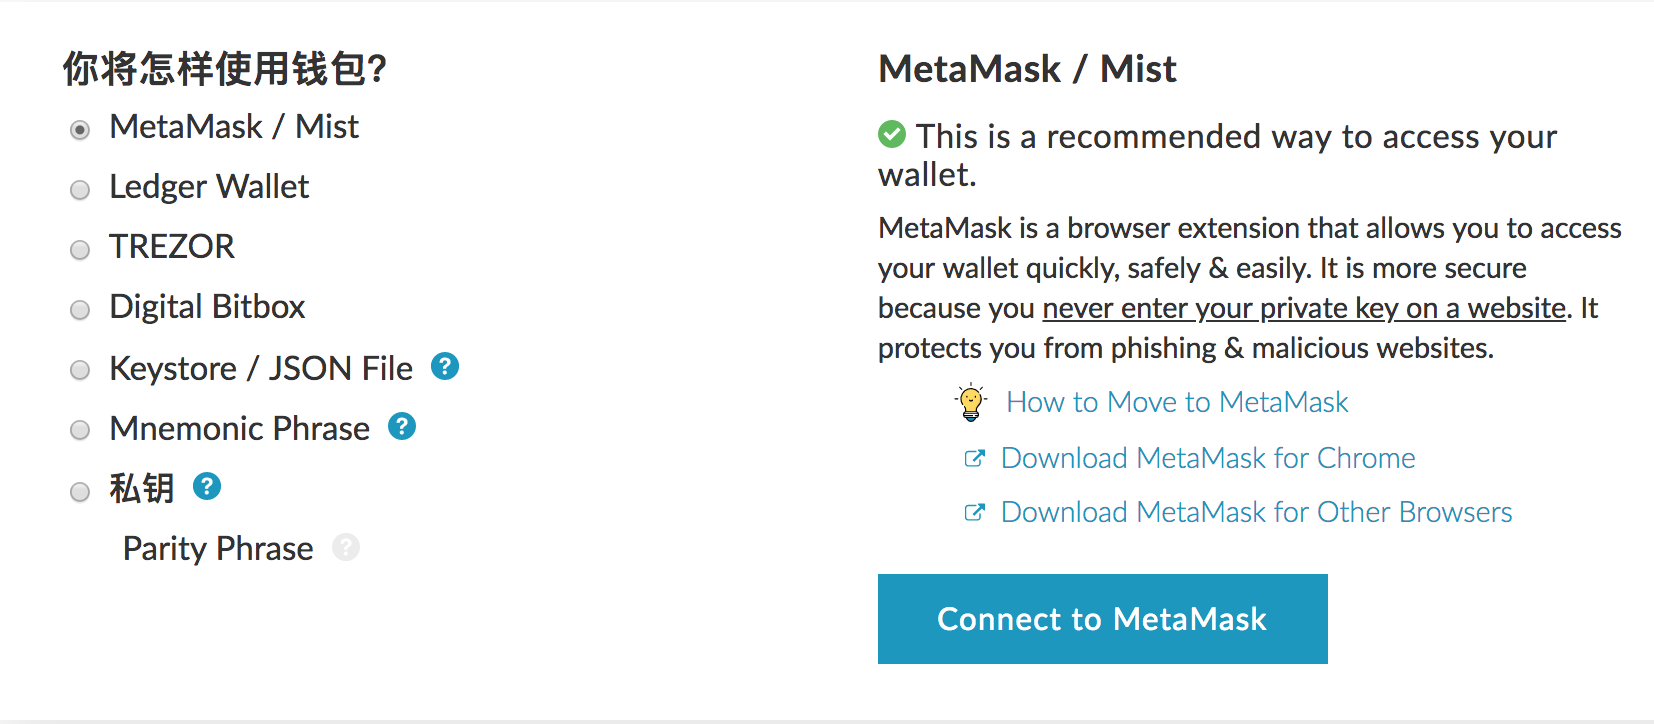 你将怎样使用钱包?
MetaMask / Mist
Ledger Wallet
TREZOR
Digital Bitbox
Keystore / JSON File ?
Mnemonic Phrase ?
私钥 ?
Parity Phrase ?
MetaMask / Mist
This is a recommended way to access your
wallet.
MetaMask is a browser extension that allows you to access
your wallet quickly, safely & easily. It is more secure
because you never enter your private key on a website. It
protects you from phishing & malicious websites.
How to Move to MetaMask
Download MetaMask for Chrome
Download MetaMask for Other Browsers
Connect to MetaMask